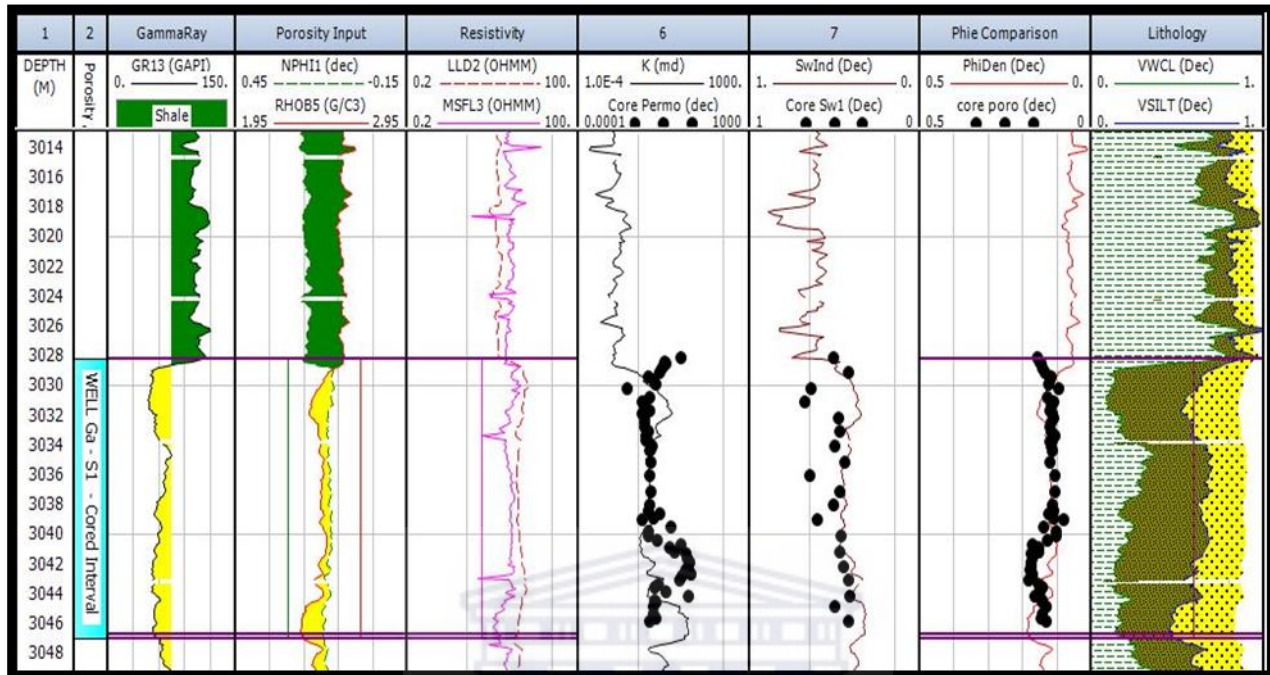 1 2 GammaRay Porosity Input Resistivity 6 7 Phie Comparison Lithology
DEPTH (M)
Porosity
GR13 (GAPI)
0. 150.
Shale
NPHI1 (dec)
0.45 -0.15
RHOB5 (G/C3)
1.95 2.95
LLD2 (OHMM)
0.2 100.
MSFL3 (OHMM)
0.2 100.
K (md)
1.0E-4 1000.
Core Permo (dec)
0.0001 1000
SwInd (Dec)
1. 0.
Core Sw1 (Dec)
1 0
PhiDen (Dec)
0.5 0.
core poro (dec)
0.5 0
VWCL (Dec)
0. 1.
VSILT (Dec)
0. 1.
3014
3016
3018
3020
3022
3024
3026
3028
3030
3032
3034
3036
3038
3040
3042
3044
3046
3048
WELL Ga - S1 - Cored Interval